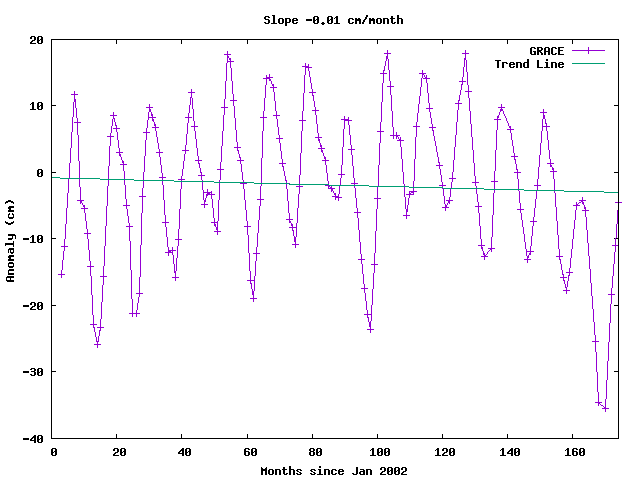 Slope -0.01 cm/month
GRACE
Trend Line
Anomaly (cm)
20
10
0
-10
-20
-30
-40
0 20 40 60 80 100 120 140 160
Months since Jan 2002